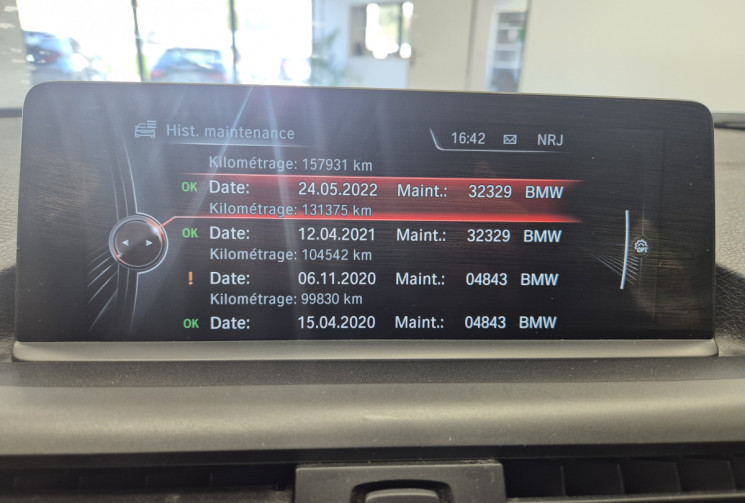 Hist. maintenance 16:42 NRJ
Kilométrage: 157931 km
OK Date: 24.05.2022 Maint.: 32329 BMW
Kilométrage: 131375 km
OK Date: 12.04.2021 Maint.: 32329 BMW
Kilométrage: 104542 km
! Date: 06.11.2020 Maint.: 04843 BMW
Kilométrage: 99830 km
OK Date: 15.04.2020 Maint.: 04843 BMW
OPT